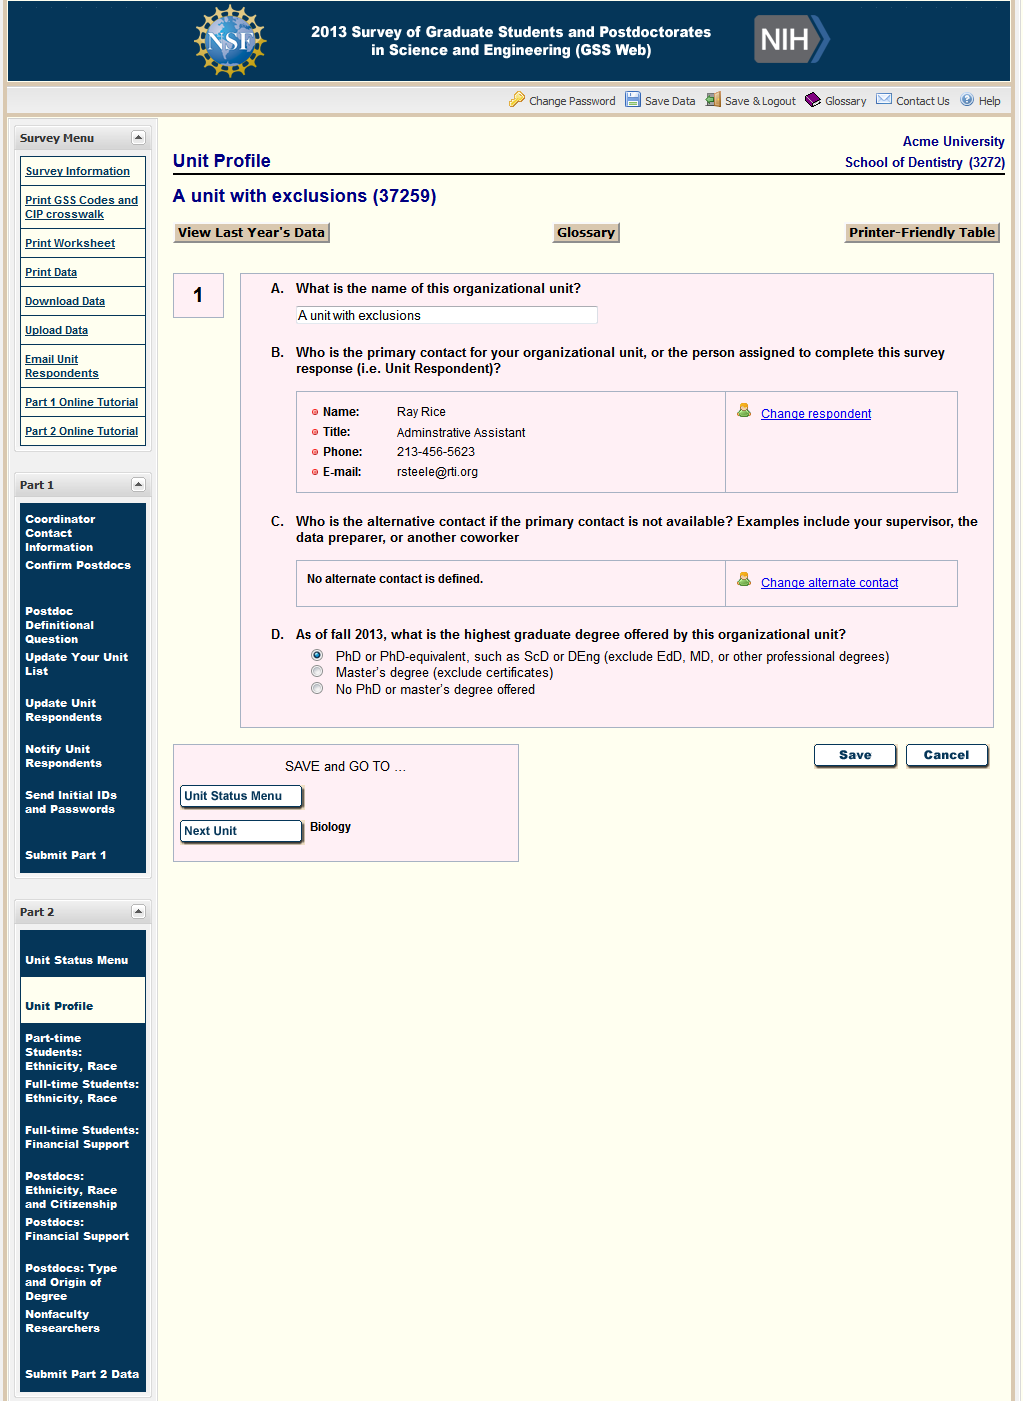 NSF
2013 Survey of Graduate Students and Postdoctorates
in Science and Engineering (GSS Web)
NIH
Change Password
Save Data
Save & Logout
Glossary
Contact Us
Help
Survey Menu
Survey Information
Print GSS Codes and
CIP crosswalk
Print Worksheet
Print Data
Download Data
Upload Data
Email Unit
Respondents
Part 1 Online Tutorial
Part 2 Online Tutorial
Part 1
Coordinator
Contact
Information
Confirm Postdocs
Postdoc
Definitional
Question
Update Your Unit
List
Update Unit
Respondents
Notify Unit
Respondents
Send Initial IDs
and Passwords
Submit Part 1
Part 2
Unit Status Menu
Unit Profile
Part-time
Students:
Ethnicity, Race
Full-time Students:
Ethnicity, Race
Full-time Students:
Financial Support
Postdocs:
Ethnicity, Race
and Citizenship
Postdocs:
Financial Support
Postdocs: Type
and Origin of
Degree
Nonfaculty
Researchers
Submit Part 2 Data
Acme University
Unit Profile
School of Dentistry (3272)
A unit with exclusions (37259)
View Last Year's Data
Glossary
Printer-Friendly Table
1
A. What is the name of this organizational unit?
A unit with exclusions
B. Who is the primary contact for your organizational unit, or the person assigned to complete this survey
response (i.e. Unit Respondent)?
Name: Ray Rice
Title: Adminstrative Assistant
Phone: 213-456-5623
E-mail: rsteele@rti.org
Change respondent
C. Who is the alternative contact if the primary contact is not available? Examples include your supervisor, the
data preparer, or another coworker
No alternate contact is defined.
Change alternate contact
D. As of fall 2013, what is the highest graduate degree offered by this organizational unit?
PhD or PhD-equivalent, such as ScD or DEng (exclude EdD, MD, or other professional degrees)
Master's degree (exclude certificates)
No PhD or master's degree offered
SAVE and GO TO ...
Unit Status Menu
Next Unit
Biology
Save
Cancel